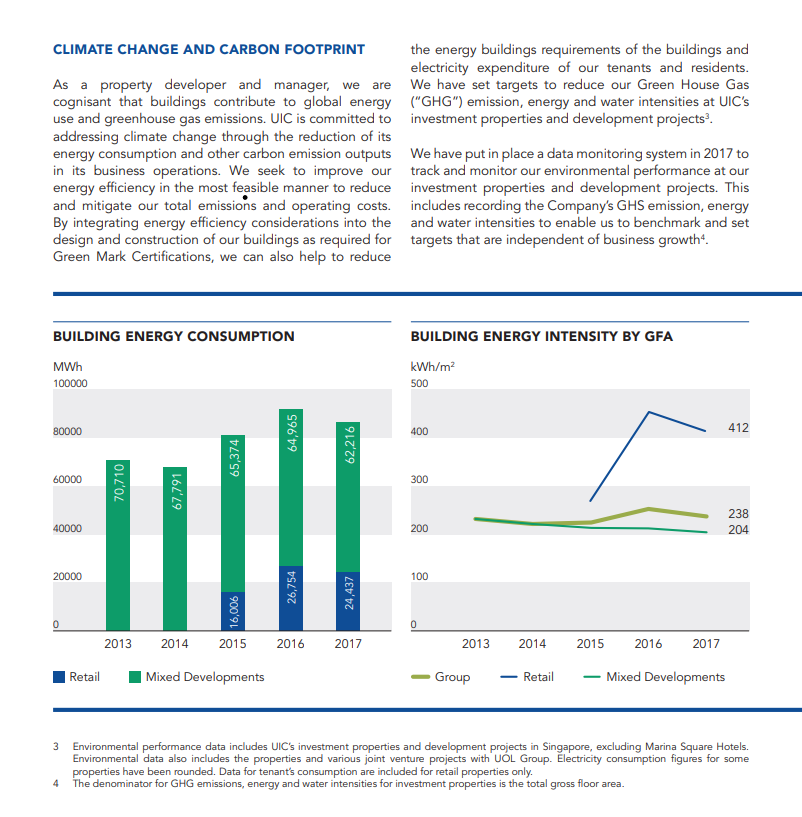 CLIMATE CHANGE AND CARBON FOOTPRINT
As a property developer and manager, we are
cognisant that buildings contribute to global energy
use and greenhouse gas emissions. UIC is committed to
addressing climate change through the reduction of its
energy consumption and other carbon emission outputs
in its business operations. We seek to improve our
energy efficiency in the most feasible manner to reduce
and mitigate our total emissions and operating costs.
By integrating energy efficiency considerations into the
design and construction of our buildings as required for
Green Mark Certifications, we can also help to reduce
the energy buildings requirements of the buildings and
electricity expenditure of our tenants and residents.
We have set targets to reduce our Green House Gas
(“GHG”) emission, energy and water intensities at UIC’s
investment properties and development projects³.
We have put in place a data monitoring system in 2017 to
track and monitor our environmental performance at our
investment properties and development projects. This
includes recording the Company’s GHS emission, energy
and water intensities to enable us to benchmark and set
targets that are independent of business growth⁴.
BUILDING ENERGY CONSUMPTION
MWh
100000
80000
60000
40000
20000
0
70,710
67,791
65,374
16,006
64,965
26,754
62,216
24,437
2013 2014 2015 2016 2017
Retail Mixed Developments
BUILDING ENERGY INTENSITY BY GFA
kWh/m²
500
400
300
200
100
0
412
238
204
2013 2014 2015 2016 2017
Group Retail Mixed Developments
3 Environmental performance data includes UIC’s investment properties and development projects in Singapore, excluding Marina Square Hotels.
Environmental data also includes the properties and various joint venture projects with UOL Group. Electricity consumption figures for some
properties have been rounded. Data for tenant’s consumption are included for retail properties only.
4 The denominator for GHG emissions, energy and water intensities for investment properties is the total gross floor area.